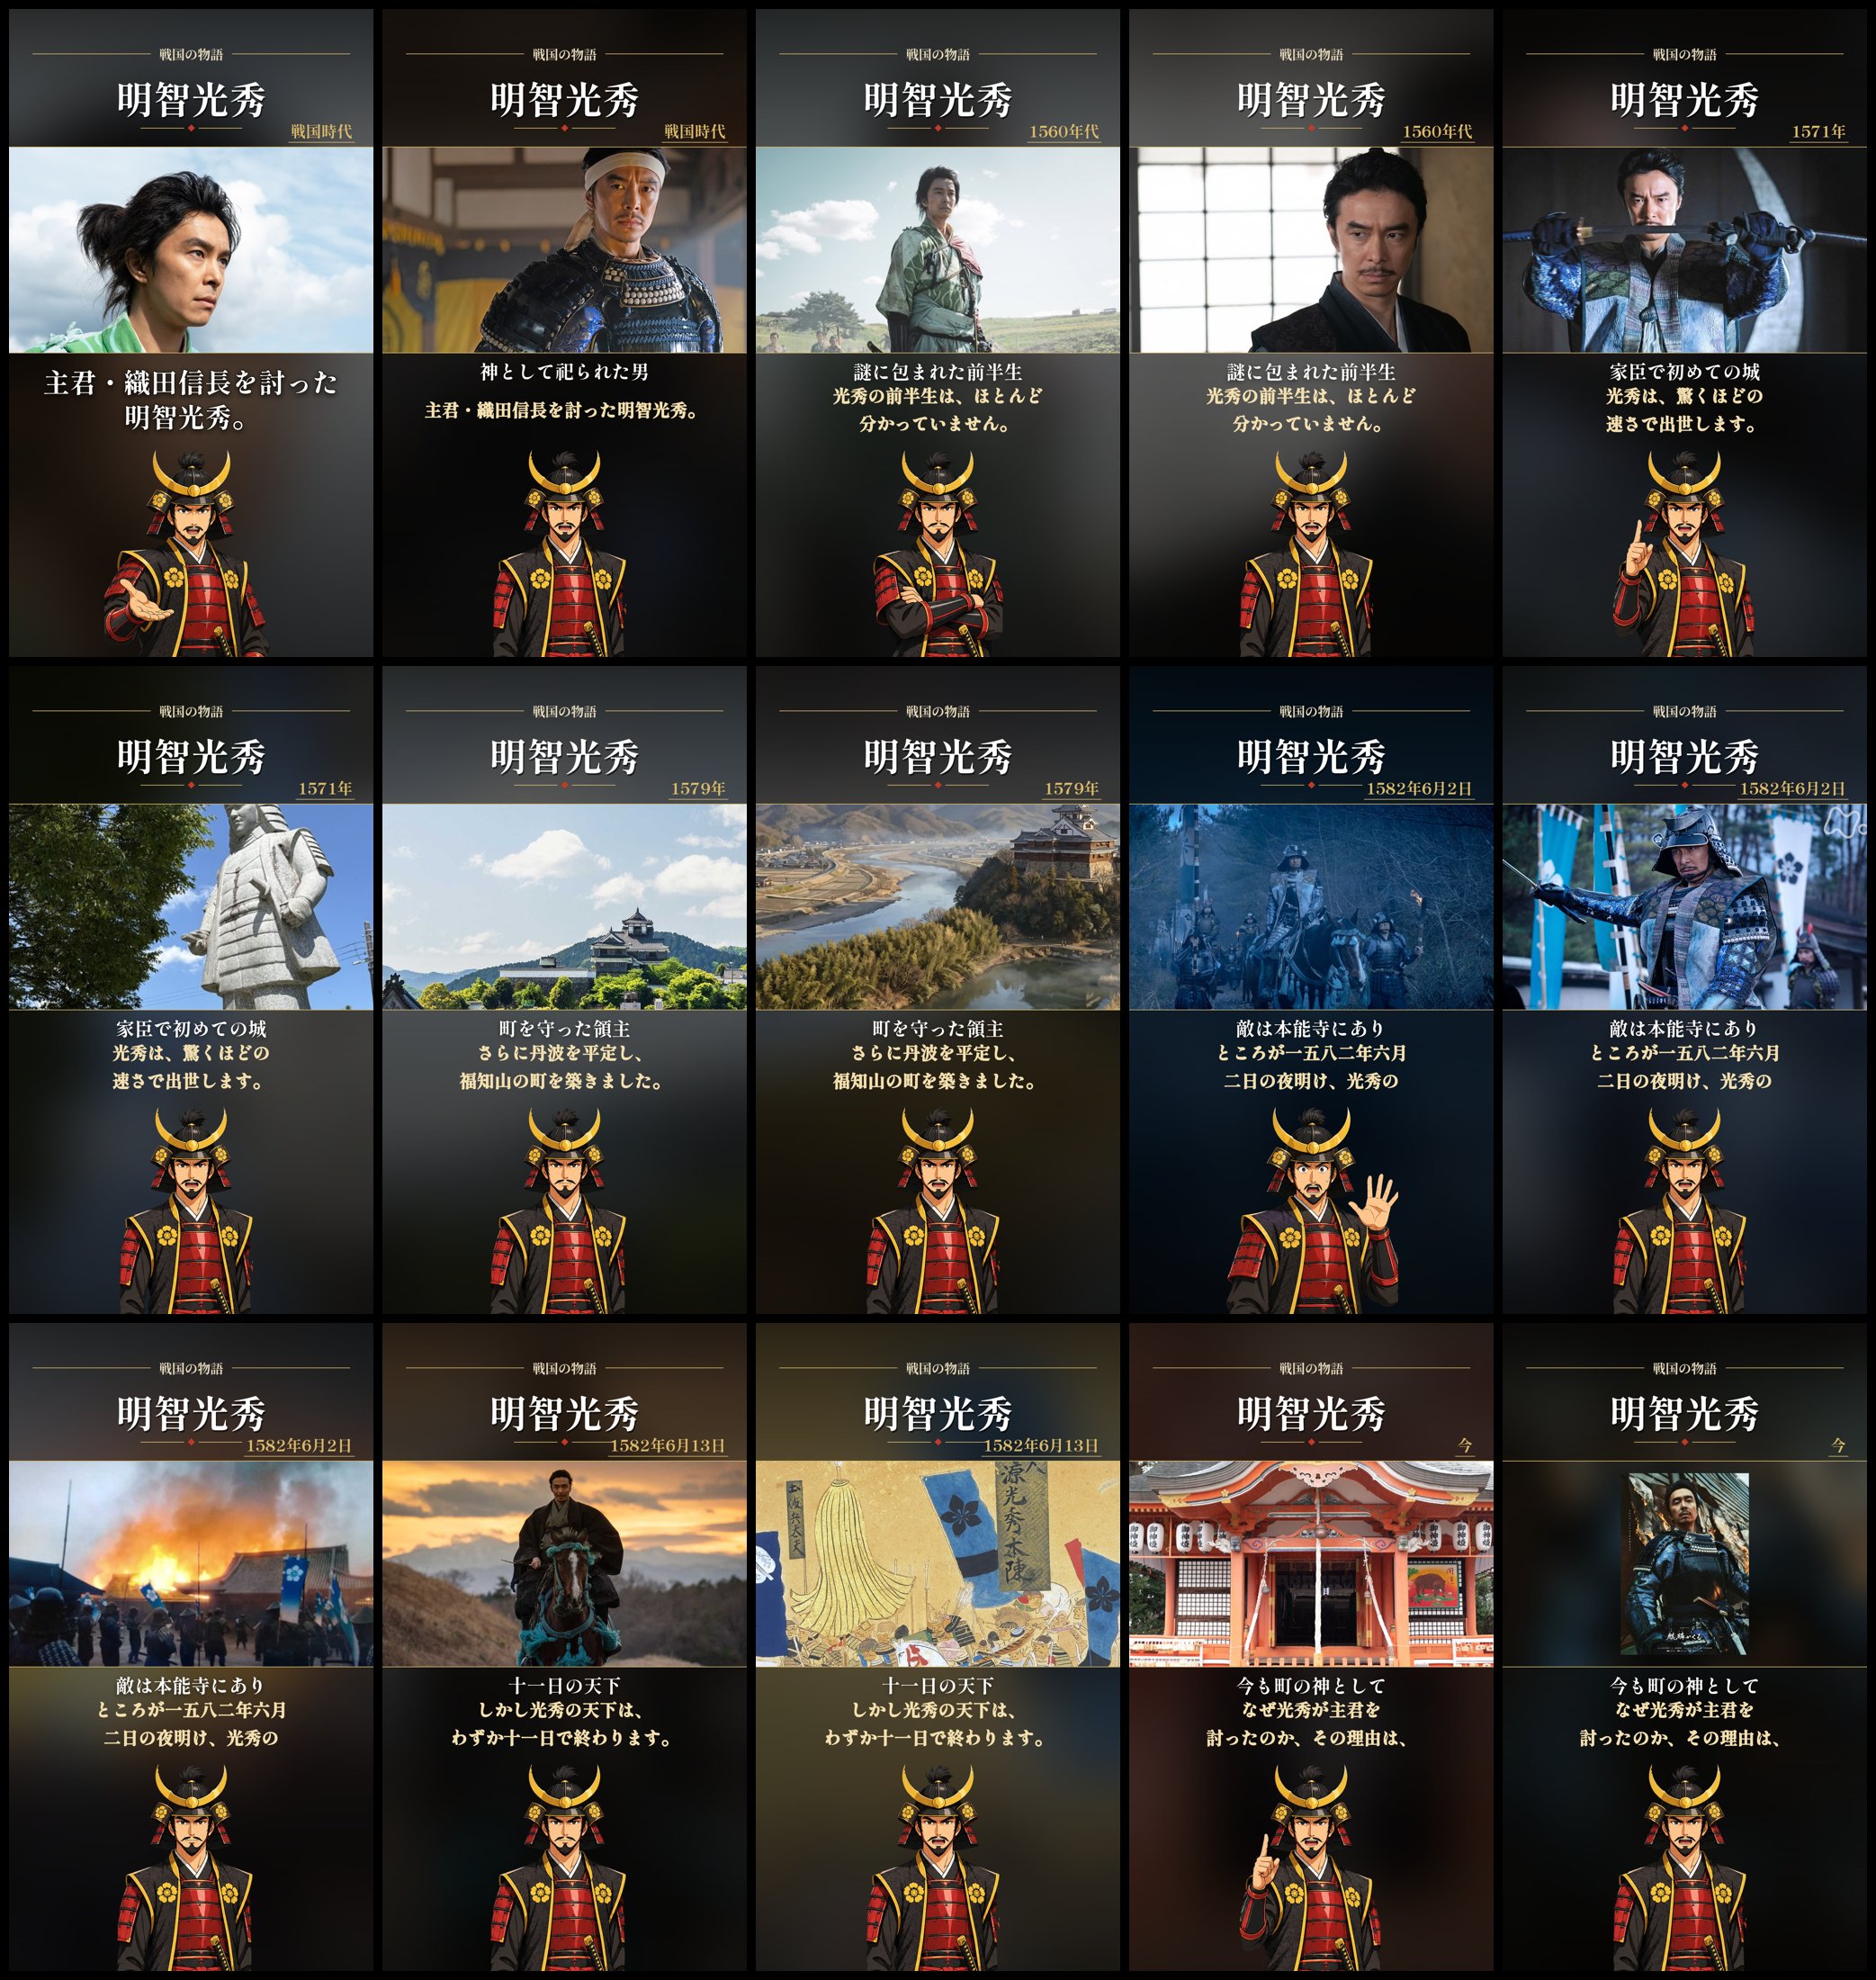 戦国の物語
明智光秀
戦国時代
主君・織田信長を討った
明智光秀。
戦国の物語
明智光秀
戦国時代
神として祀られた男
主君・織田信長を討った明智光秀。
戦国の物語
明智光秀
1560年代
謎に包まれた前半生
光秀の前半生は、ほとんど
分かっていません。
戦国の物語
明智光秀
1560年代
謎に包まれた前半生
光秀の前半生は、ほとんど
分かっていません。
戦国の物語
明智光秀
1571年
家臣で初めての城
光秀は、驚くほどの
速さで出世します。
戦国の物語
明智光秀
1571年
家臣で初めての城
光秀は、驚くほどの
速さで出世します。
戦国の物語
明智光秀
1579年
町を守った領主
さらに丹波を平定し、
福知山の町を築きました。
戦国の物語
明智光秀
1579年
町を守った領主
さらに丹波を平定し、
福知山の町を築きました。
戦国の物語
明智光秀
1582年6月2日
敵は本能寺にあり
ところが一五八二年六月
二日の夜明け、光秀の
戦国の物語
明智光秀
1582年6月2日
敵は本能寺にあり
ところが一五八二年六月
二日の夜明け、光秀の
戦国の物語
明智光秀
1582年6月2日
敵は本能寺にあり
ところが一五八二年六月
二日の夜明け、光秀の
戦国の物語
明智光秀
1582年6月13日
十一日の天下
しかし光秀の天下は、
わずか十一日で終わります。
戦国の物語
明智光秀
1582年6月13日
源光秀本陳
十一日の天下
しかし光秀の天下は、
わずか十一日で終わります。
戦国の物語
明智光秀
今
御神燈
御神燈
今も町の神として
なぜ光秀が主君を
討ったのか、その理由は、
戦国の物語
明智光秀
今
麒麟がくる
今も町の神として
なぜ光秀が主君を
討ったのか、その理由は、